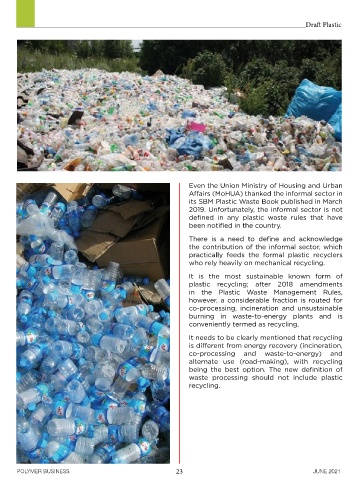 Draft Plastic
Even the Union Ministry of Housing and Urban
Affairs (MoHUA) thanked the informal sector in
its SBM Plastic Waste Book published in March
2019. Unfortunately, the informal sector is not
defined in any plastic waste rules that have
been notified in the country.
There is a need to define and acknowledge
the contribution of the informal sector, which
practically feeds the formal plastic recyclers
who rely heavily on mechanical recycling.
It is the most sustainable known form of
plastic recycling; after 2018 amendments
in the Plastic Waste Management Rules,
however, a considerable fraction is routed for
co-processing, incineration and unsustainable
burning in waste-to-energy plants and is
conveniently termed as recycling.
It needs to be clearly mentioned that recycling
is different from energy recovery (incineration,
co-processing and waste-to-energy) and
alternate use (road-making), with recycling
being the best option. The new definition of
waste processing should not include plastic
recycling.
POLYMER BUSINESS 23 JUNE 2021